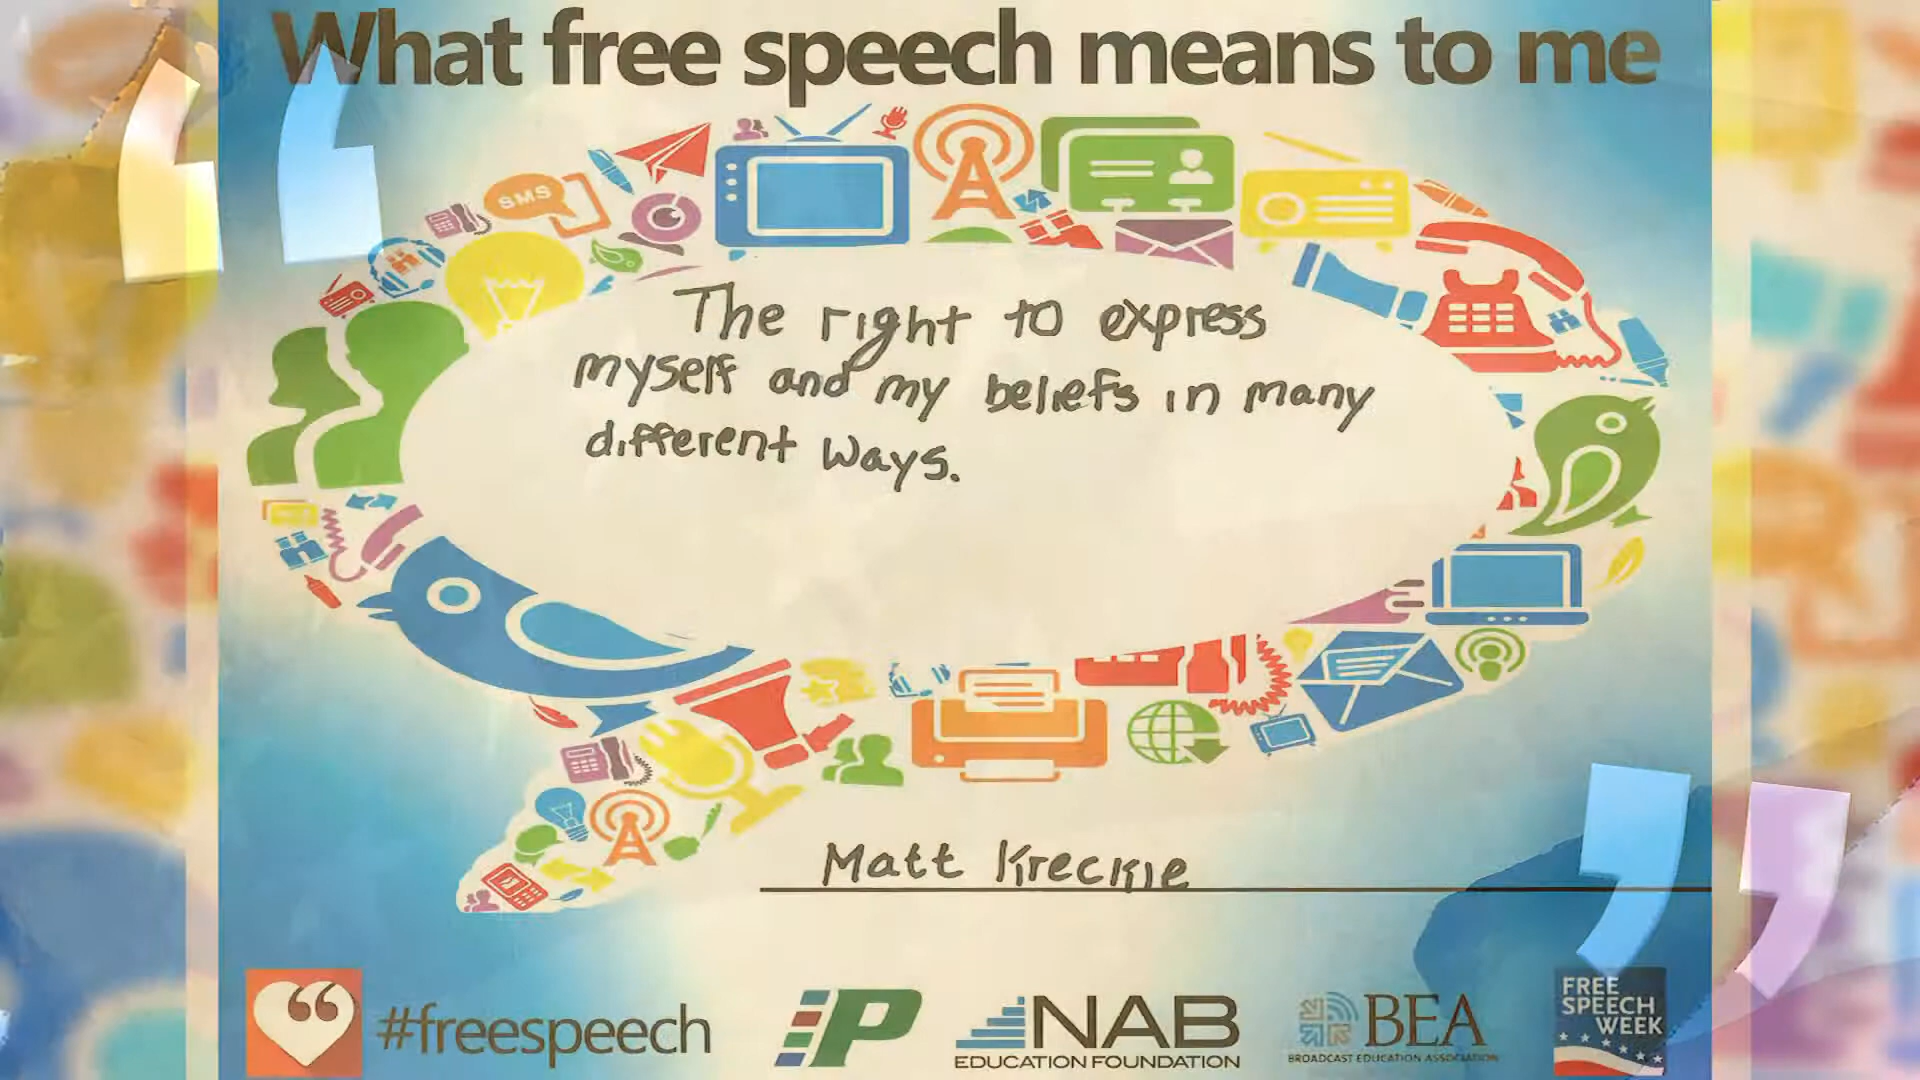 What free speech means to me
SMS
The right to express
myself and my beliefs in many
different ways.
Matt Kreckie
#freespeech
P
NAB
EDUCATION FOUNDATION
BEA
BROADCAST EDUCATION ASSOCIATION
FREE
SPEECH
WEEK